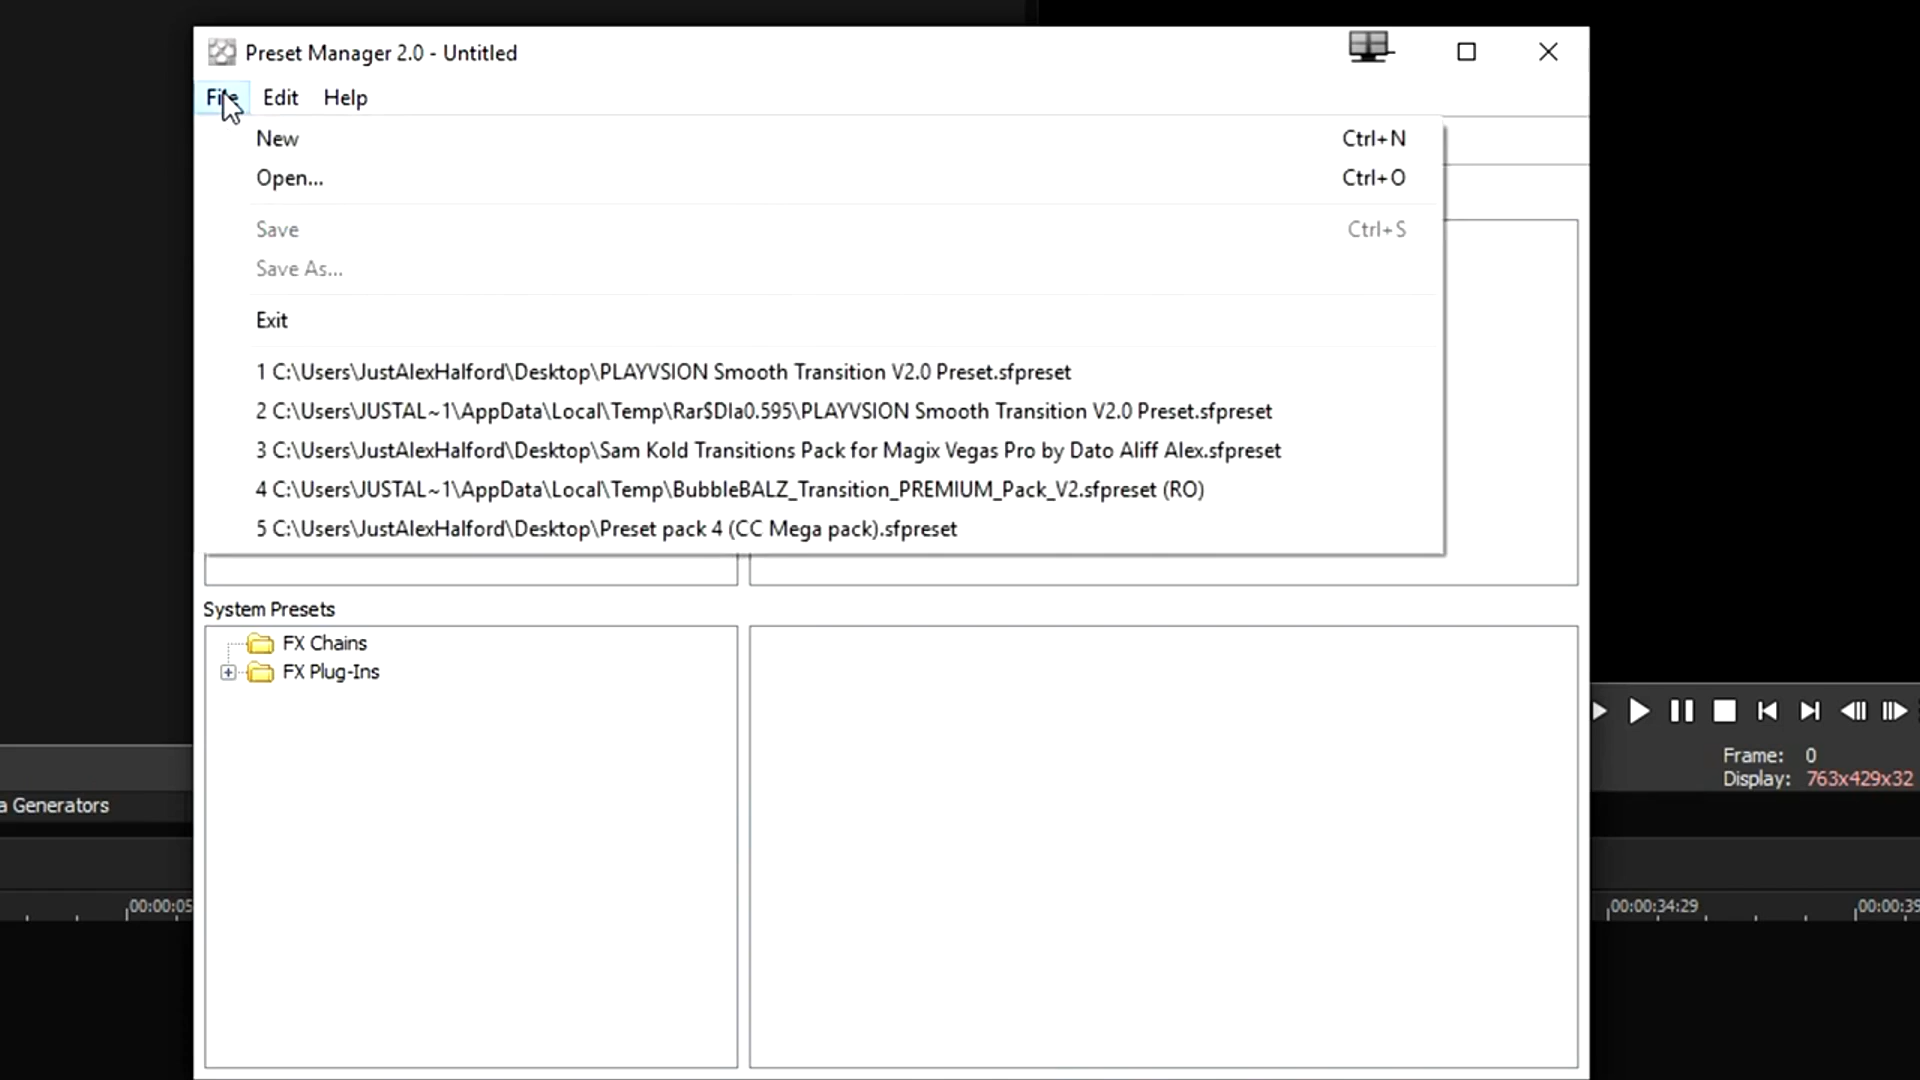 Preset Manager 2.0 - Untitled
File Edit Help
New Ctrl+N
Open... Ctrl+O
Save Ctrl+S
Save As...
Exit
1 C:\Users\JustAlexHalford\Desktop\PLAYVSION Smooth Transition V2.0 Preset.sfpreset
2 C:\Users\JUSTAL~1\AppData\Local\Temp\Rar$DIa0.595\PLAYVSION Smooth Transition V2.0 Preset.sfpreset
3 C:\Users\JustAlexHalford\Desktop\Sam Kold Transitions Pack for Magix Vegas Pro by Dato Aliff Alex.sfpreset
4 C:\Users\JUSTAL~1\AppData\Local\Temp\BubbleBALZ_Transition_PREMIUM_Pack_V2.sfpreset (RO)
5 C:\Users\JustAlexHalford\Desktop\Preset pack 4 (CC Mega pack).sfpreset
System Presets
FX Chains
FX Plug-Ins
Frame: 0
Display: 763x429x32
a Generators
00:00:05 00:00:34:29 00:00:39